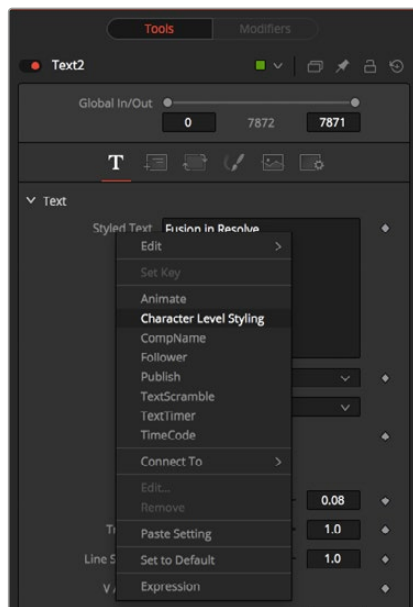 Tools Modifiers
Text2
Global In/Out
0 7872 7871
T
Text
Styled Text Fusion in Resolve
Edit
Set Key
Animate
Character Level Styling
CompName
Follower
Publish
TextScramble
TextTimer
TimeCode
Connect To
Edit...
0.08
Remove
Paste Setting 1.0
Line S Set to Default 1.0
V Expression